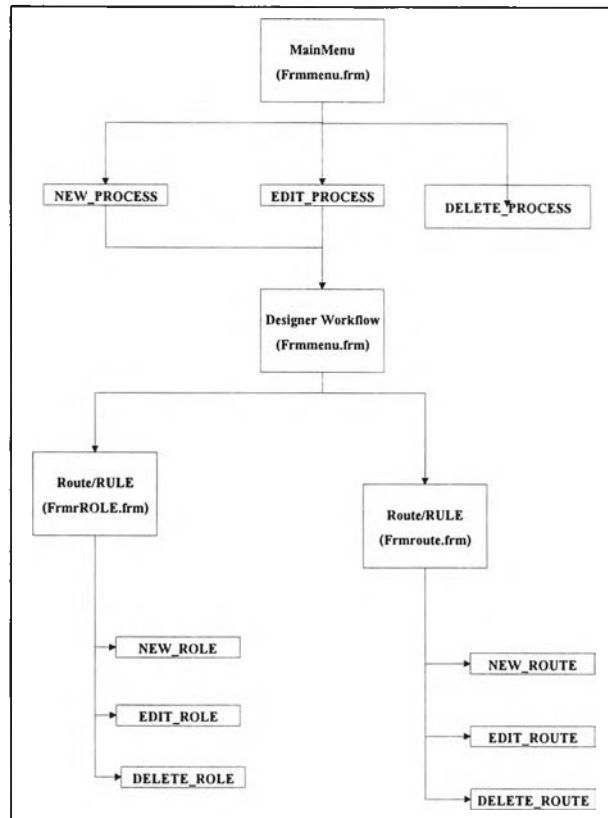 MainMenu
(Frmmenu.frm)
NEW_PROCESS
EDIT_PROCESS
DELETE_PROCESS
Designer Workflow
(Frmmenu.frm)
Route/RULE
(FrmrROLE.frm)
Route/RULE
(Frmroute.frm)
NEW_ROLE
EDIT_ROLE
DELETE_ROLE
NEW_ROUTE
EDIT_ROUTE
DELETE_ROUTE